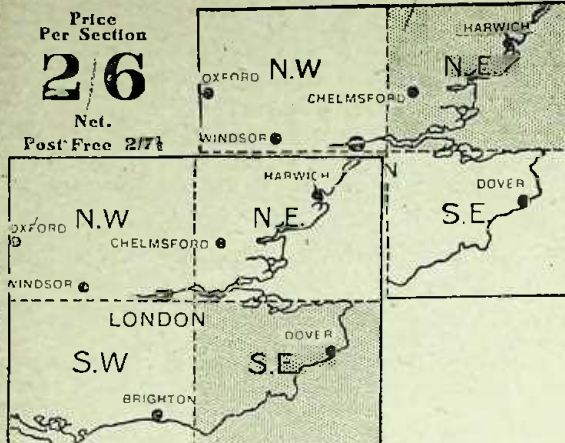 Price
Per Section
2/6
Net.
Post Free 2/7½
HARWICH
N.W
N.E.
OXFORD
CHELMSFORD
WINDSOR
DOVER
S.E.
HARWICH
N.W
N.E.
OXFORD
CHELMSFORD
WINDSOR
LONDON
DOVER
S.W
S.E.
BRIGHTON